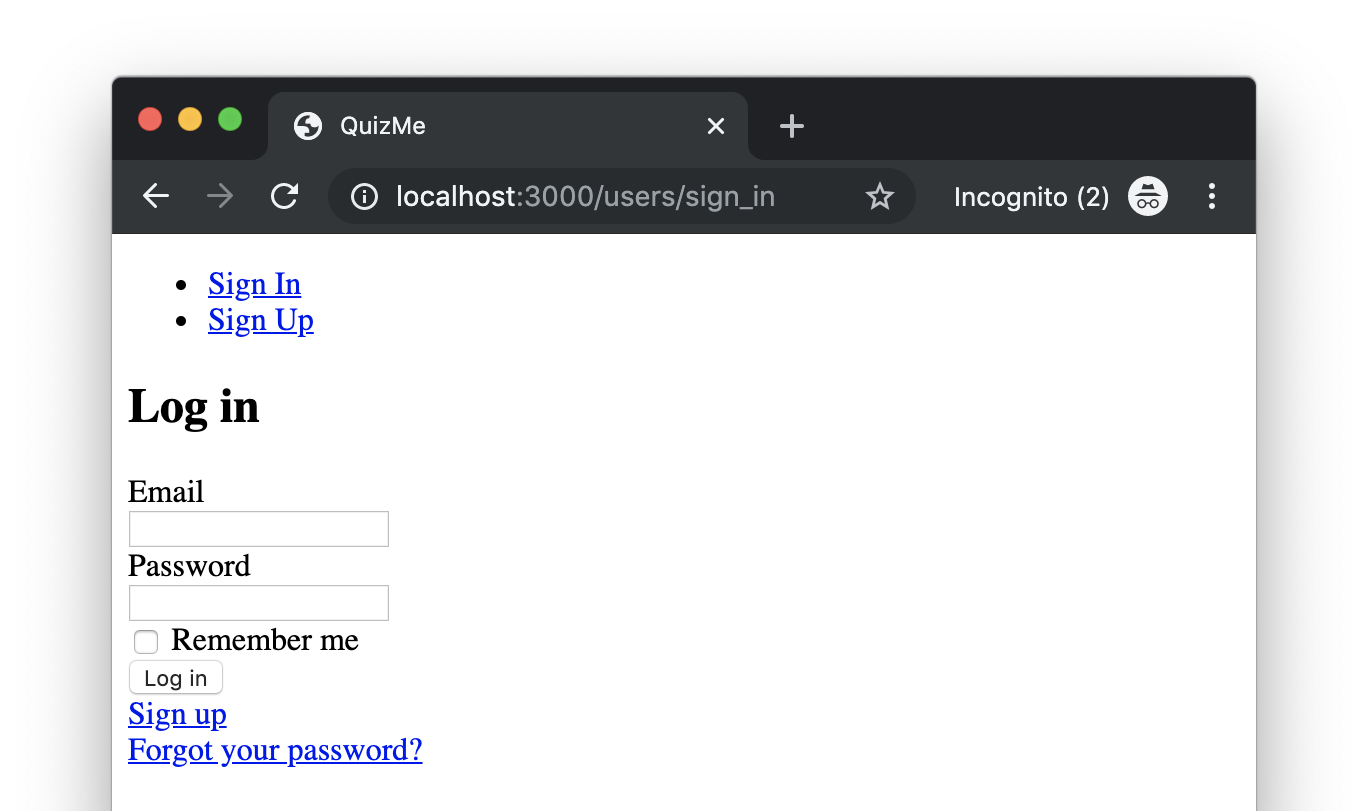 QuizMe
localhost:3000/users/sign_in Incognito (2)
Sign In
Sign Up
Log in
Email
Password
Remember me
Log in
Sign up
Forgot your password?